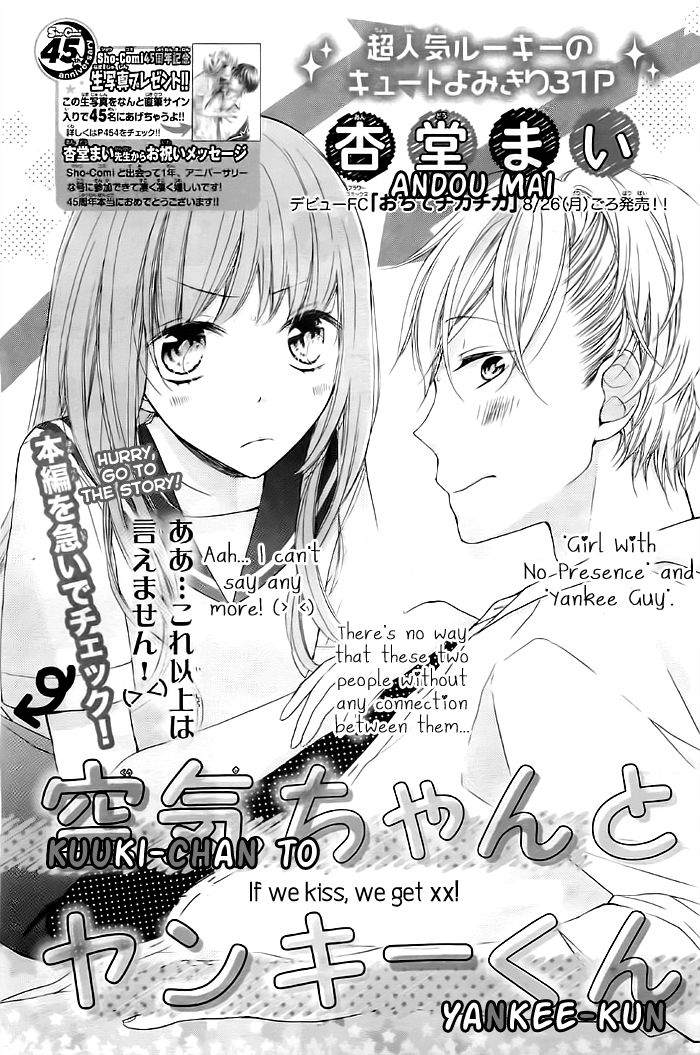 Sho-Comi
45th
anniversary
Sho-Comi45周年記念
生写真プレゼント!!
この生写真をなんと直筆サイン
入りで45名にあげちゃうよ!!
詳しくはP454をチェック!!
杏堂まい先生からお祝いメッセージ
Sho-Comi と出会って1年、アニバーサリー
な号に参加できて凄く凄く嬉しいです!
45周年本当におめでとうございます!!
超人気ルーキーの
キュートよみきり31P
杏堂まい
ANDOU MAI
デビューFC「おちてチカチカ」8/26(月)ごろ発売!!
"Girl with
No Presence" and
"Yankee Guy".
There's no way
that these two
people without
any connection
between them...
Aah... I can't
say any
more! (> <)
ああ…これ以上は
言えません!(><)
HURRY,
GO TO
THE STORY!
本編を急いでチェック!
空気ちゃんと
KUUKI-CHAN TO
If we kiss, we get xx!
ヤンキーくん
YANKEE-KUN